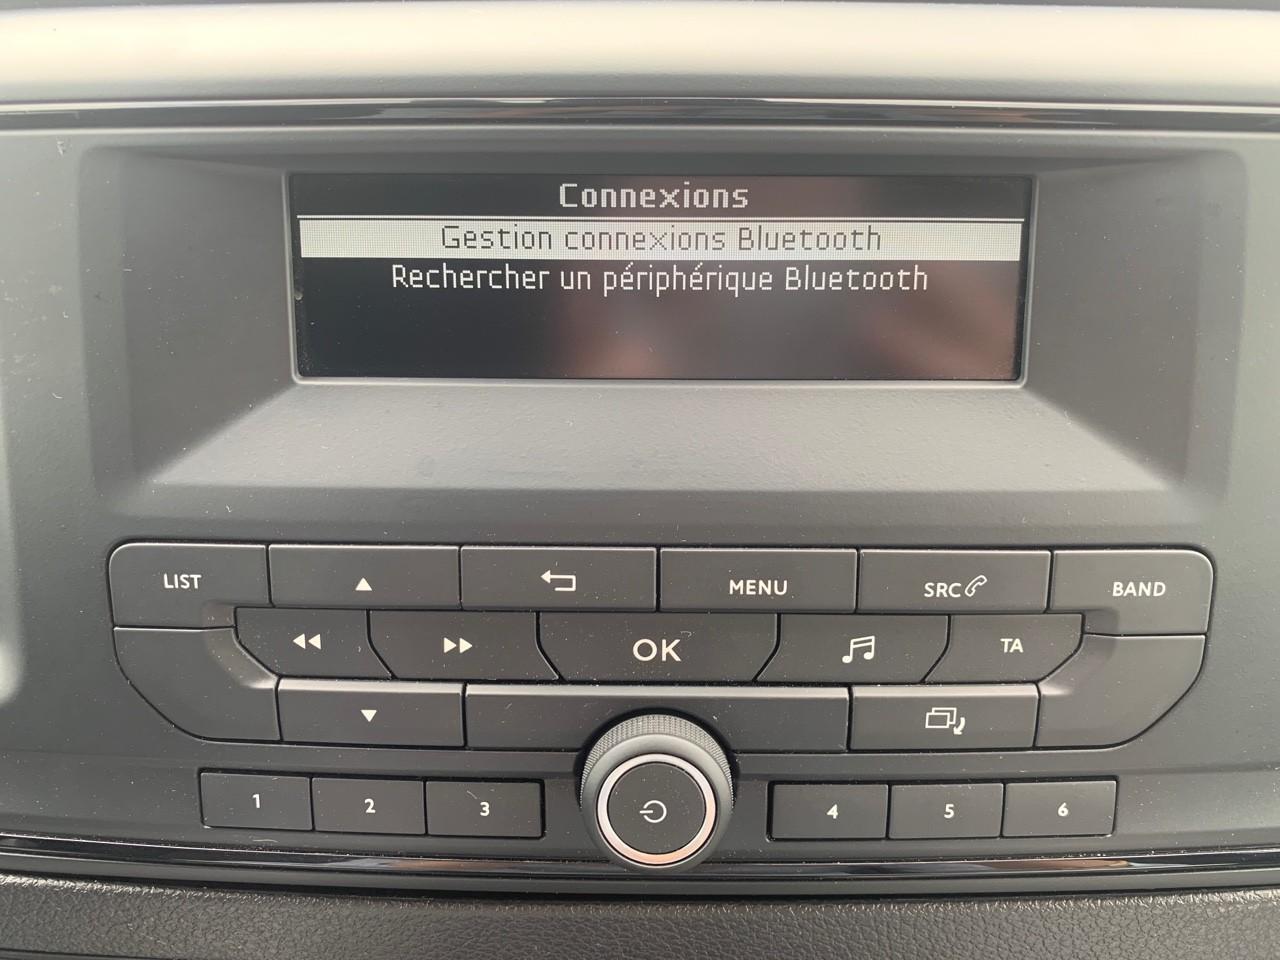 Connexions
Gestion connexions Bluetooth
Rechercher un périphérique Bluetooth
LIST
MENU
SRC
BAND
OK
TA
1
2
3
4
5
6